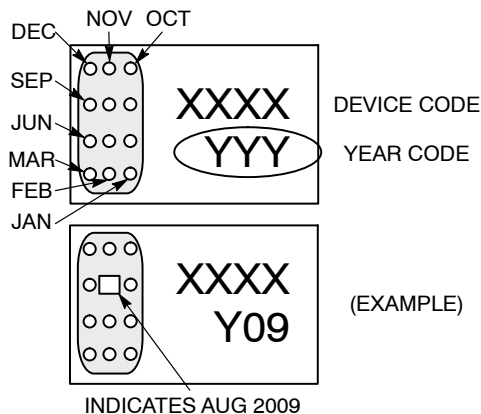 DEC NOV OCT
SEP
JUN
MAR
FEB
JAN
XXXX DEVICE CODE
YYY YEAR CODE
XXXX
Y09
(EXAMPLE)
INDICATES AUG 2009